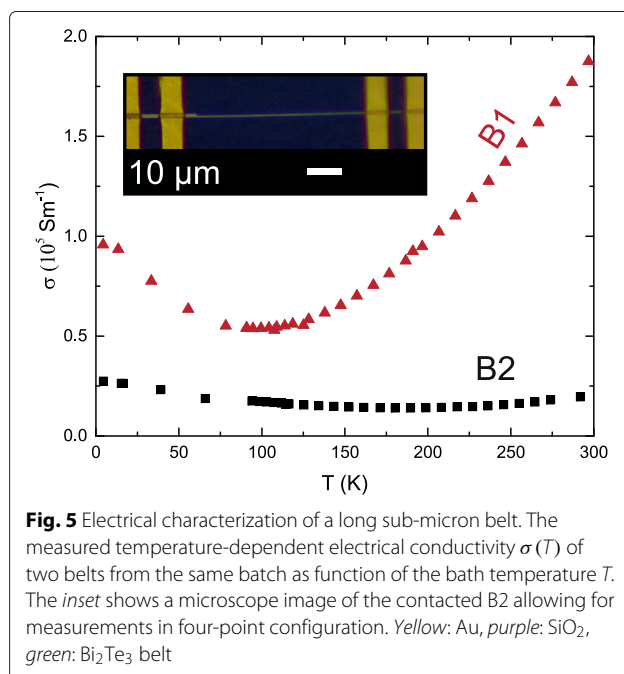 2.0
1.5
1.0
0.5
0.0
σ (10⁵ Sm⁻¹)
10 µm
B1
B2
0 50 100 150 200 250 300
T (K)
Fig. 5 Electrical characterization of a long sub-micron belt. The
measured temperature-dependent electrical conductivity σ(T) of
two belts from the same batch as function of the bath temperature T.
The inset shows a microscope image of the contacted B2 allowing for
measurements in four-point configuration. Yellow: Au, purple: SiO₂,
green: Bi₂Te₃ belt